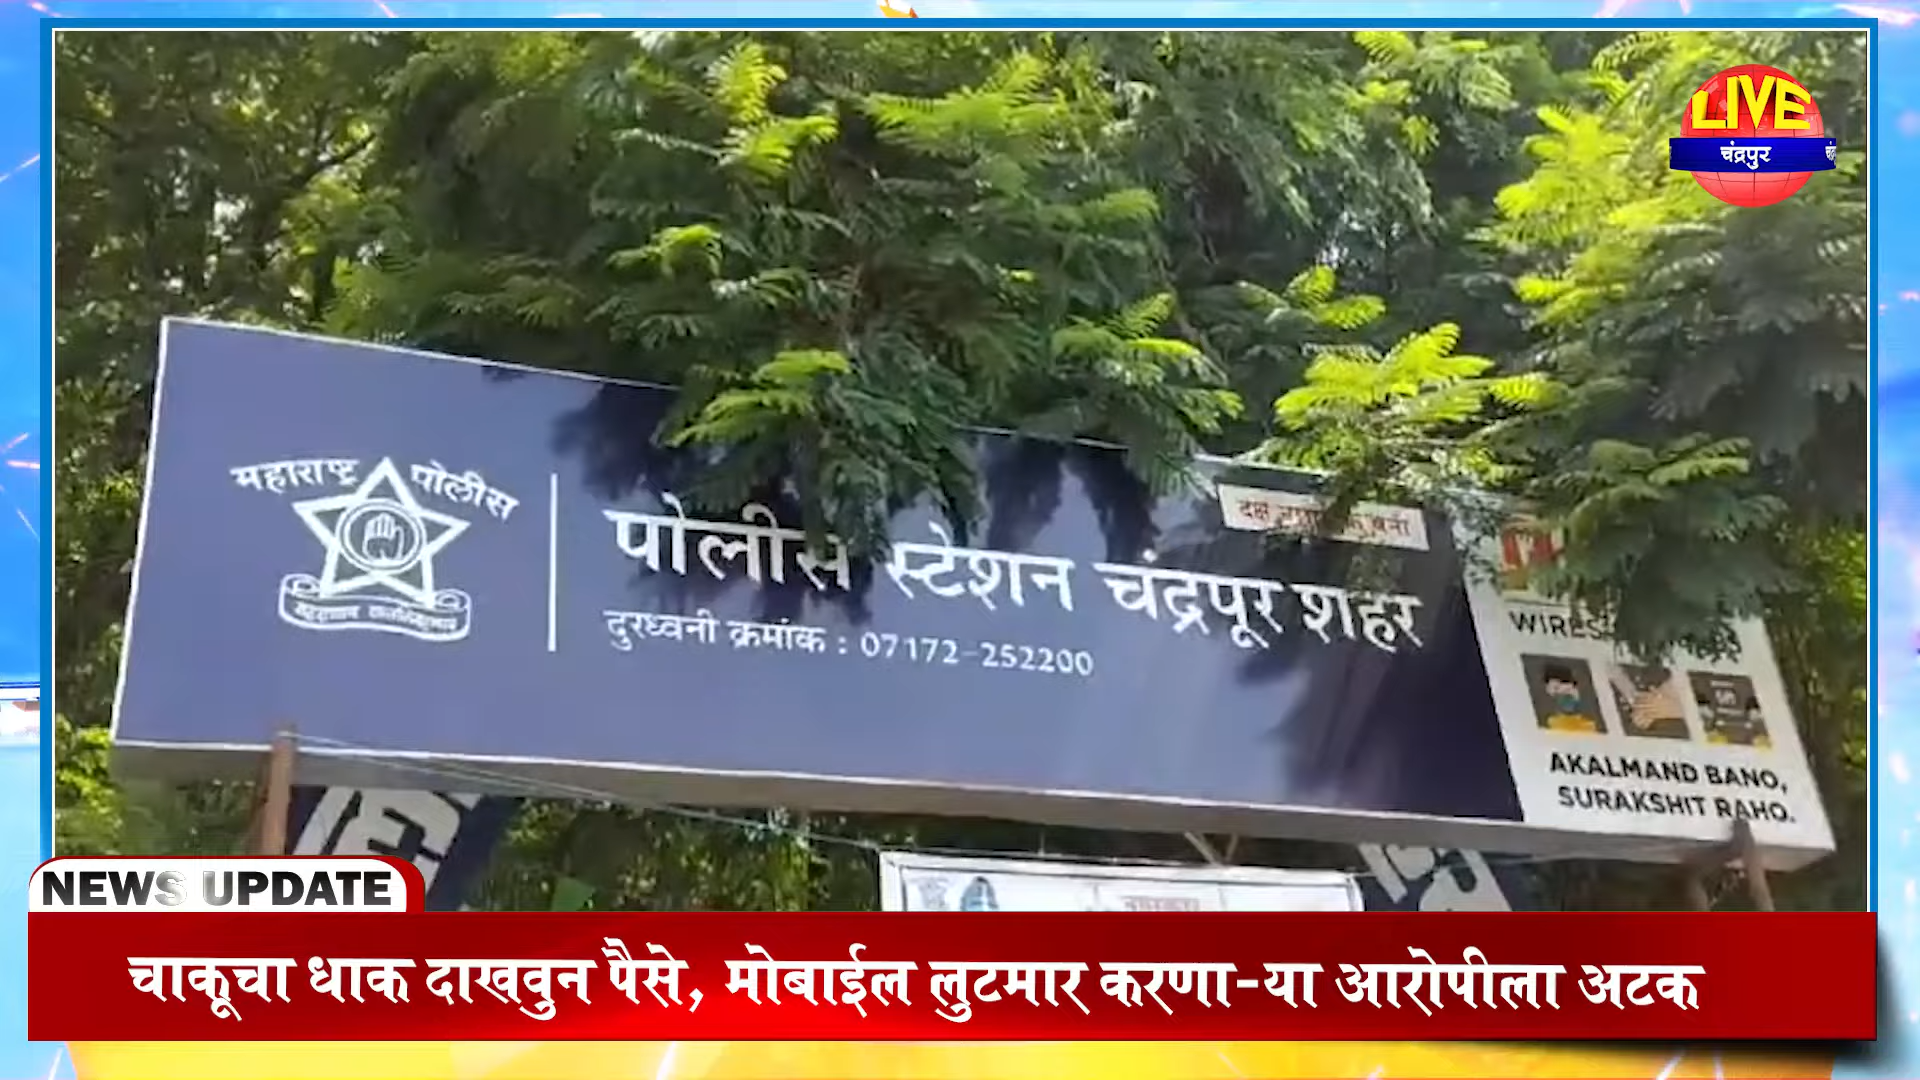 LIVE
चंद्रपुर
महाराष्ट्र पोलीस
पोलीस स्टेशन चंद्रपूर शहर
दुरध्वनी क्रमांक : 07172-252200
दक्ष
AKALMAND BANO,
SURAKSHIT RAHO.
NEWS UPDATE
चाकूचा धाक दाखवुन पैसे, मोबाईल लुटमार करणा-या आरोपीला अटक